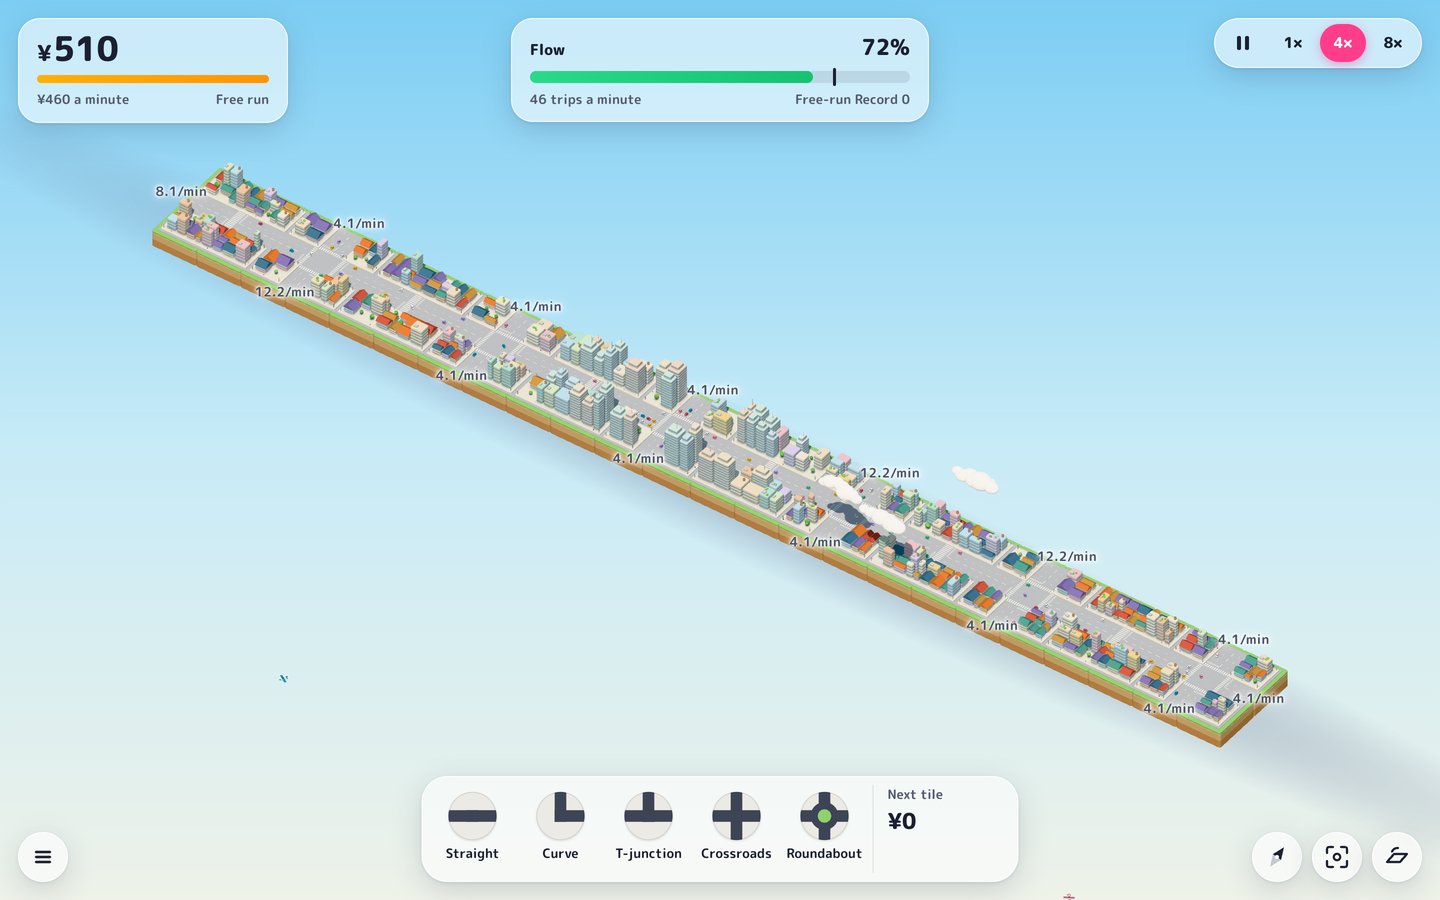 ¥510
¥460 a minute
Free run
Flow
72%
46 trips a minute
Free-run Record 0
1×
4×
8×
8.1/min
4.1/min
12.2/min
4.1/min
4.1/min
4.1/min
4.1/min
12.2/min
4.1/min
12.2/min
4.1/min
4.1/min
4.1/min
4.1/min
Straight
Curve
T-junction
Crossroads
Roundabout
Next tile
¥0